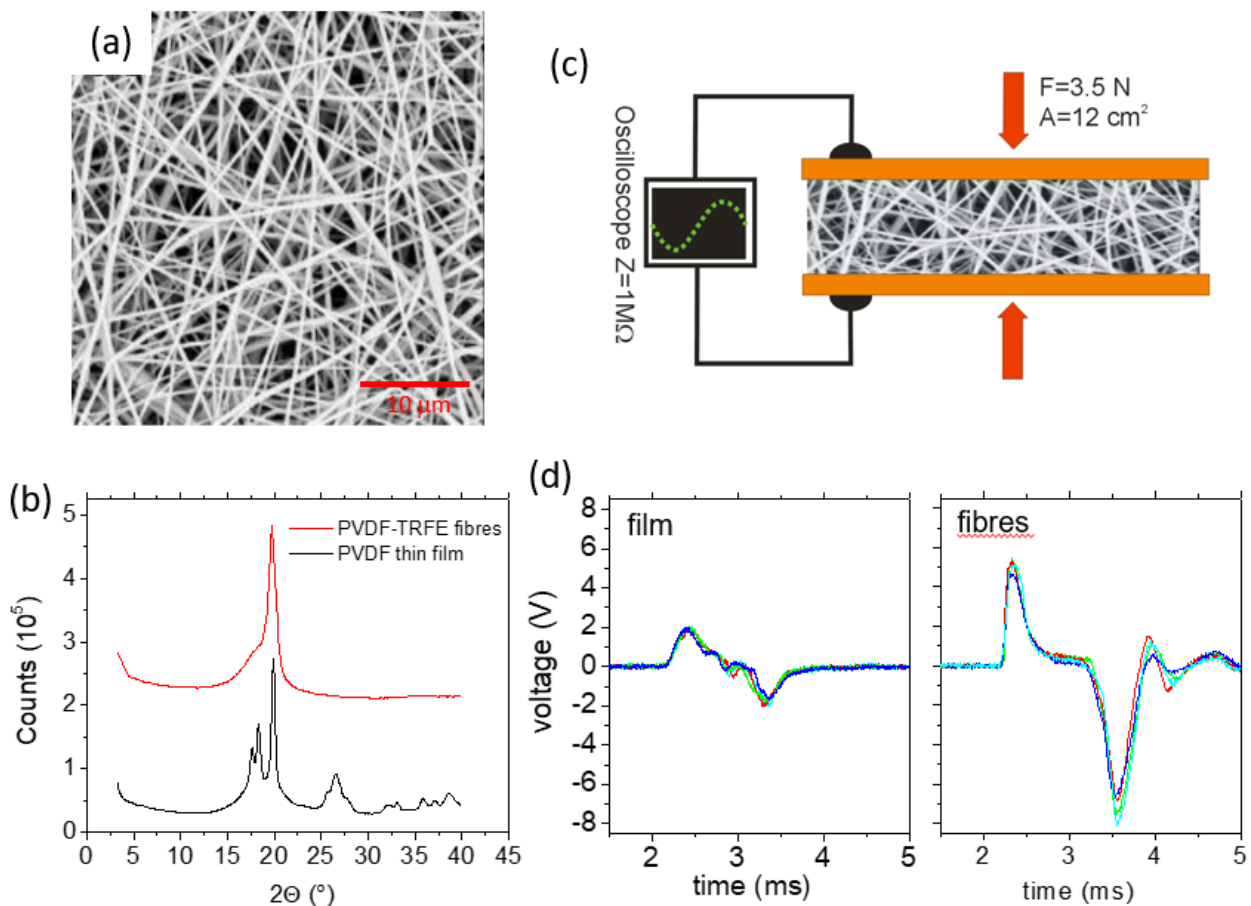 (a)
10 μm
(c)
Oscilloscope Z=1MΩ
F=3.5 N
A=12 cm²
(b)
Counts (10⁵)
5
4
3
2
1
0
PVDF-TRFE fibres
PVDF thin film
0 5 10 15 20 25 30 35 40 45
2Θ (°)
(d)
voltage (V)
8
6
4
2
0
-2
-4
-6
-8
film
2 3 4 5
time (ms)
fibres
2 3 4 5
time (ms)